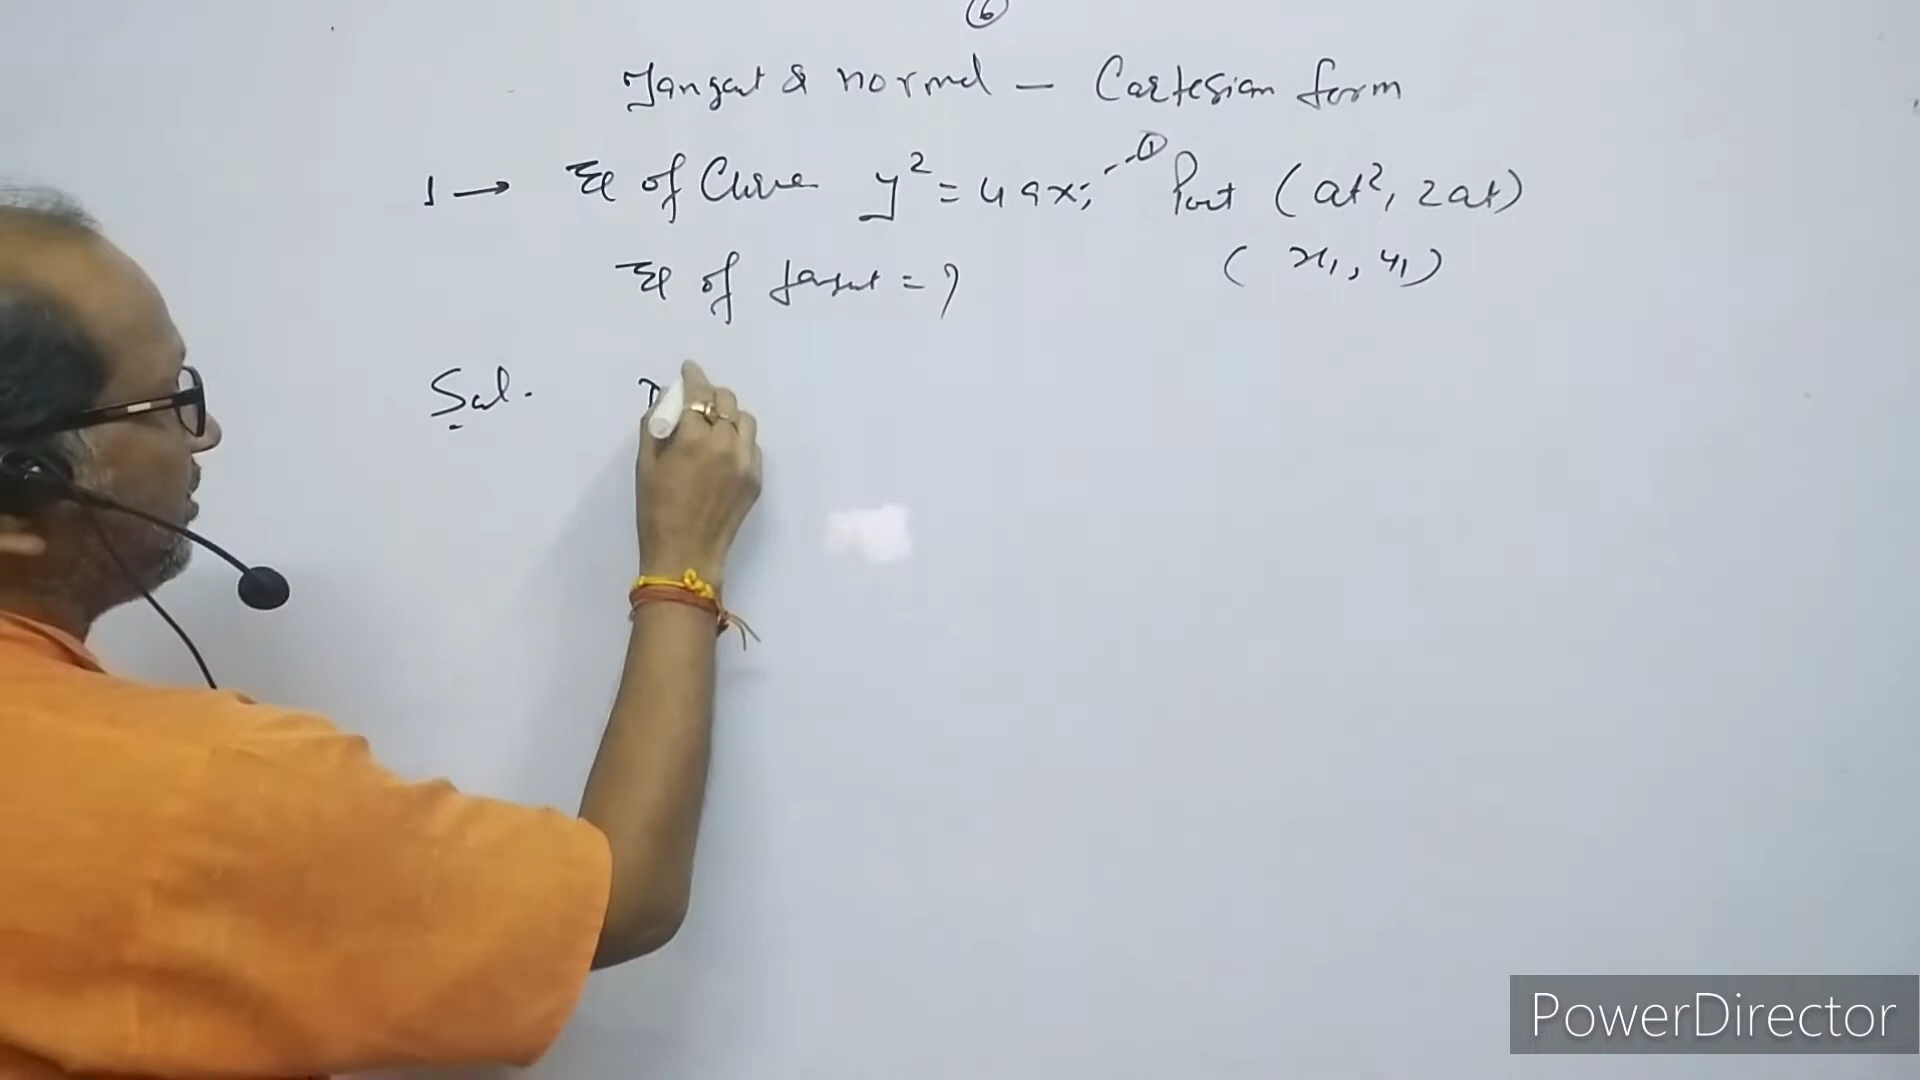 6
Tangent & normal — Cartesian form
1 → Eq of Curve y² = 4ax; --① Point (at², 2at)
Eq of tangent = ? (x₁, y₁)
Sol.
PowerDirector